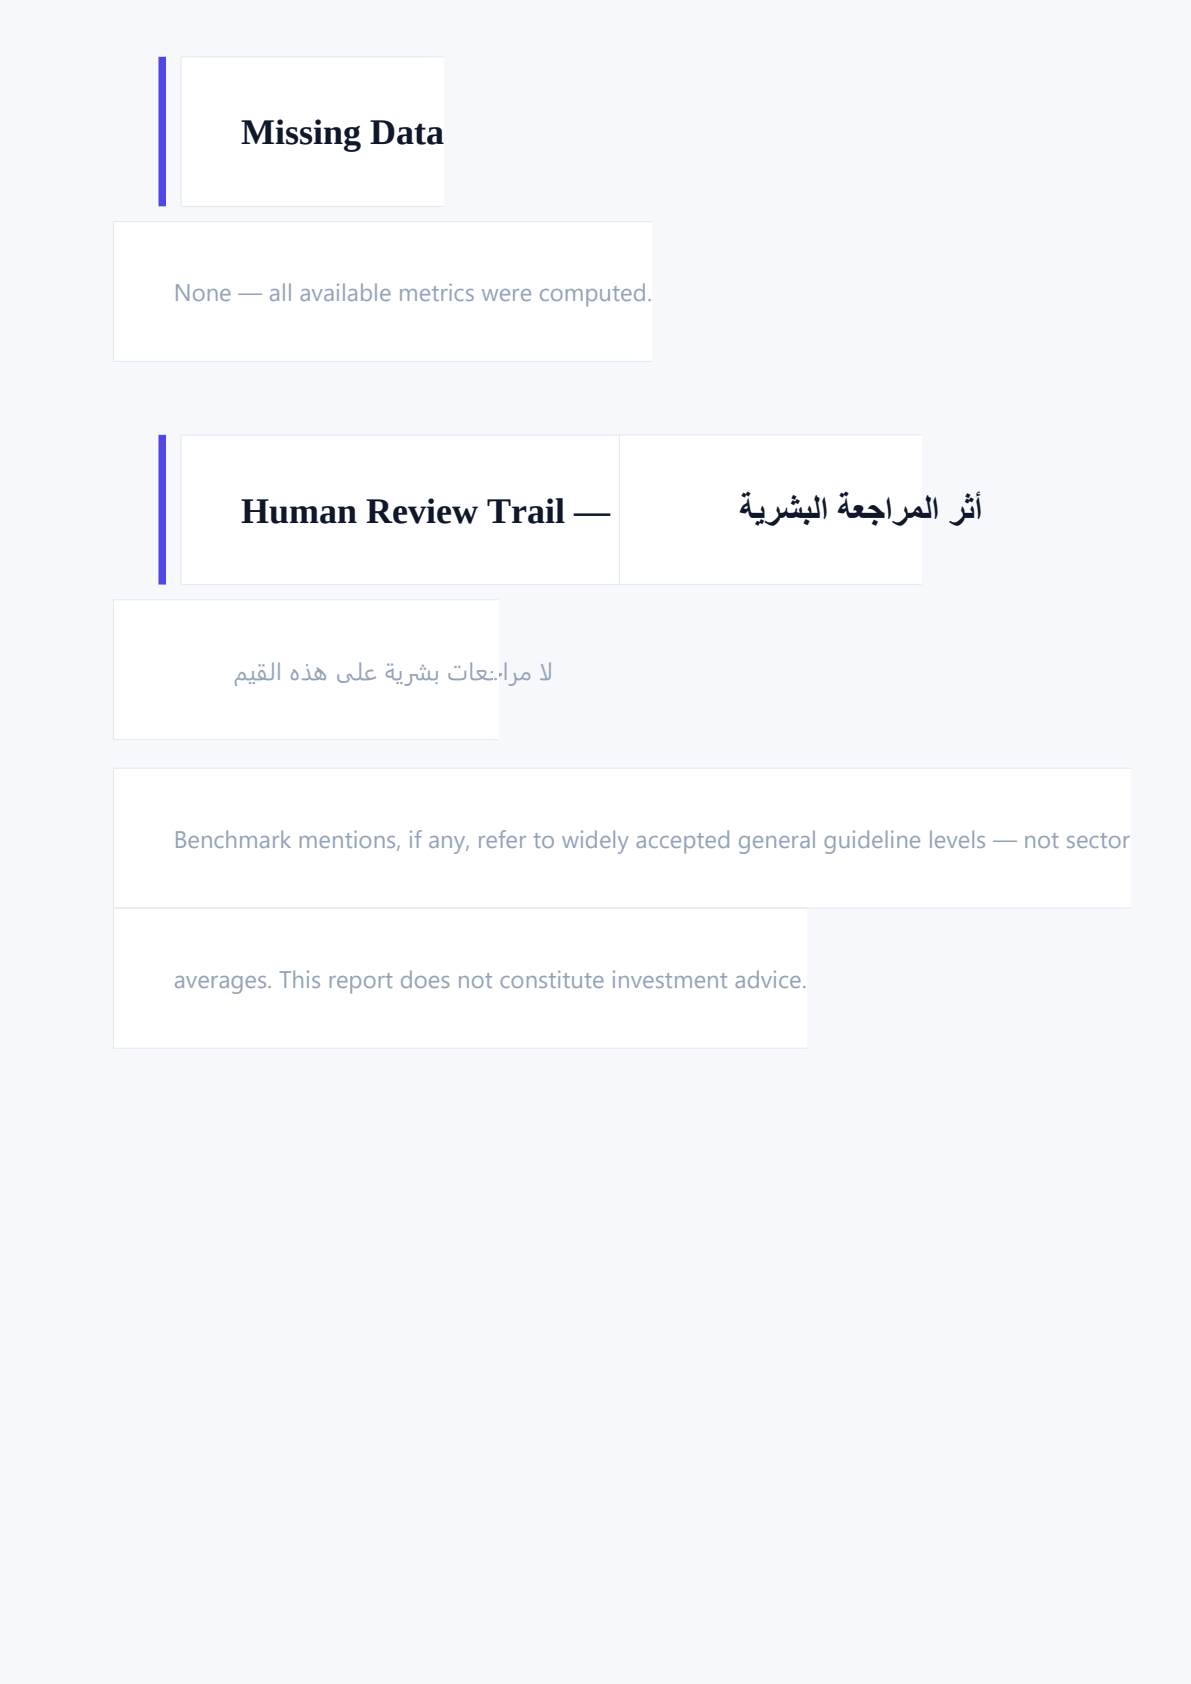 Missing Data
None — all available metrics were computed.
Human Review Trail — أثر المراجعة البشرية
لا مراجعات بشرية على هذه القيم
Benchmark mentions, if any, refer to widely accepted general guideline levels — not sector
averages. This report does not constitute investment advice.